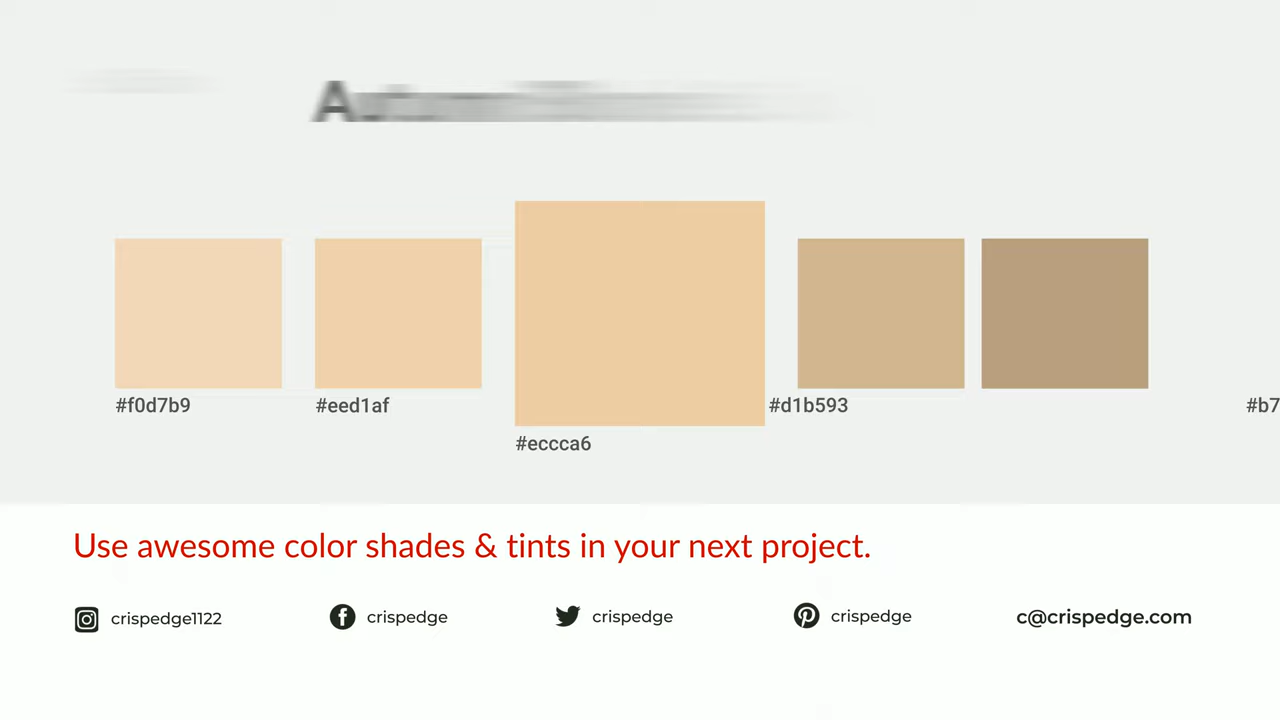 #f0d7b9
#eed1af
#eccca6
#d1b593
#b7
Use awesome color shades & tints in your next project.
crispedge1122
crispedge
crispedge
crispedge
c@crispedge.com